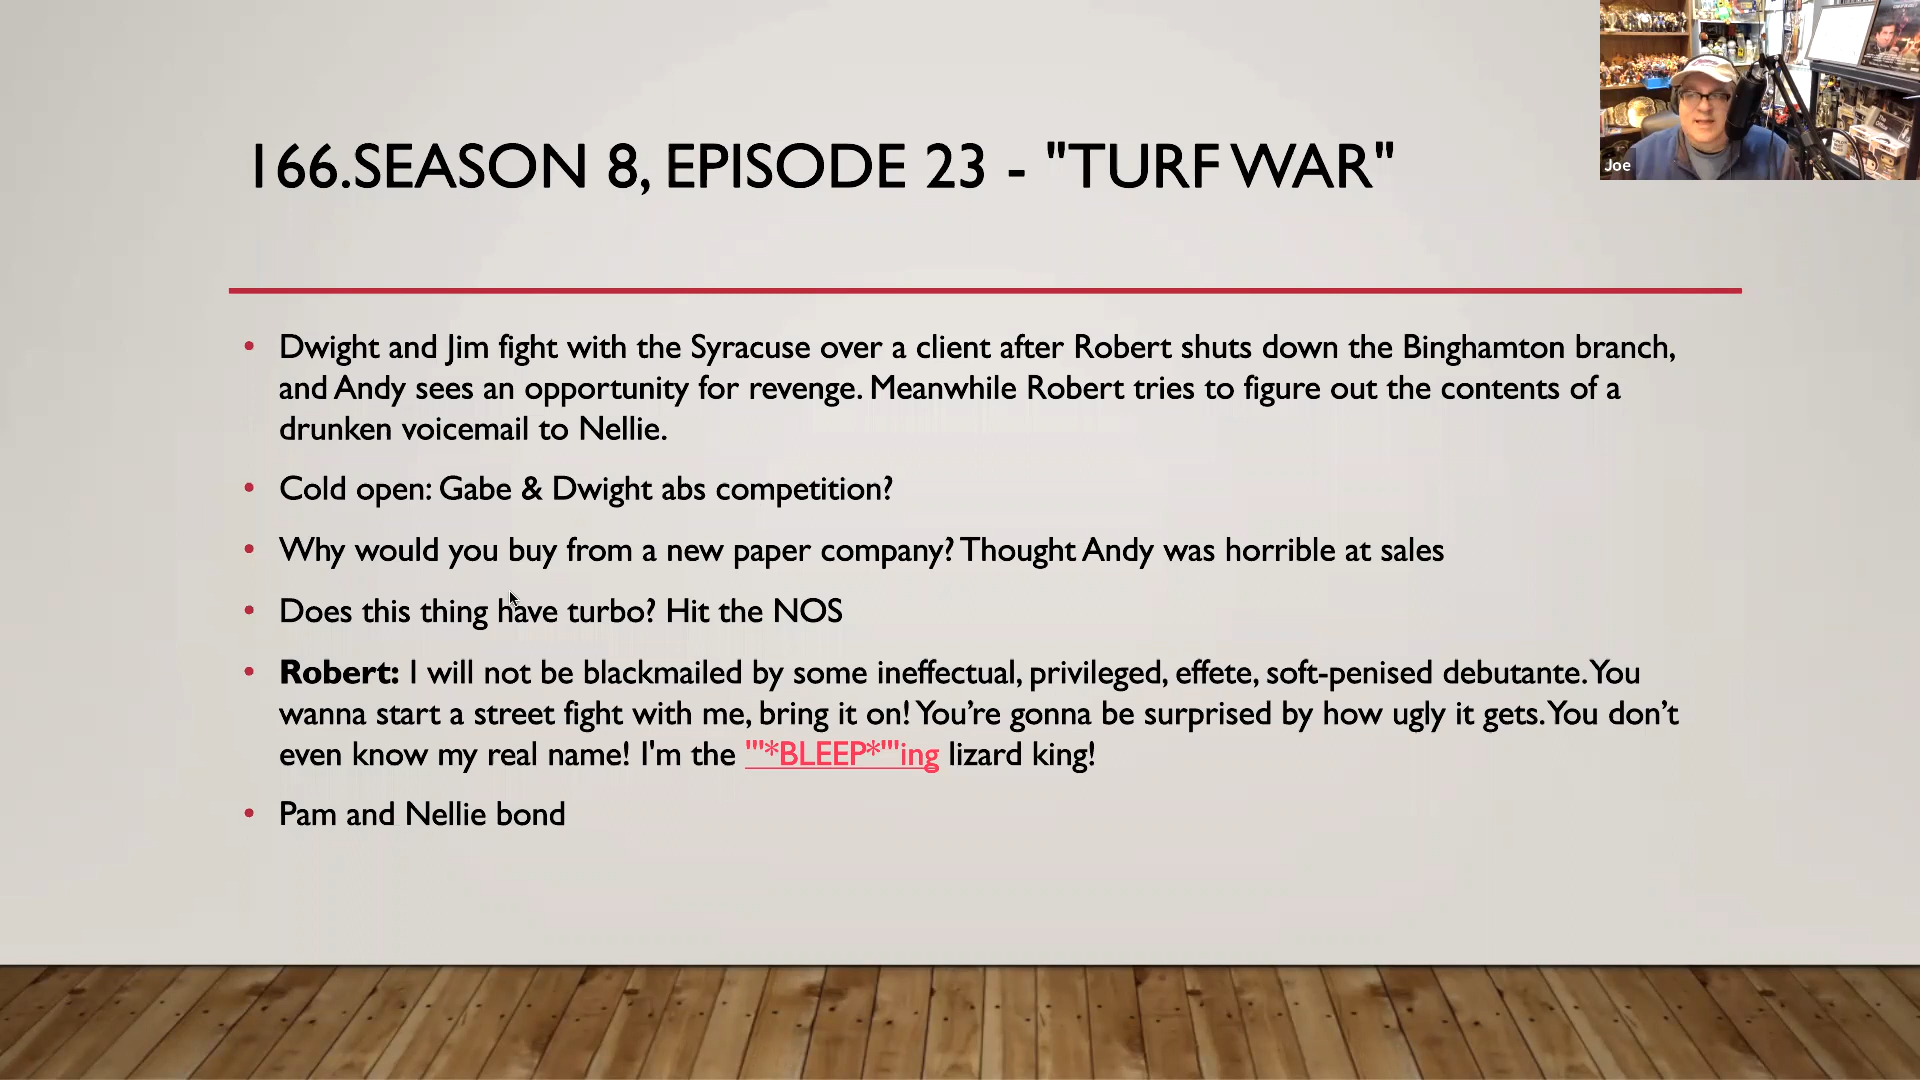 166.SEASON 8, EPISODE 23 - "TURF WAR"
Joe
• Dwight and Jim fight with the Syracuse over a client after Robert shuts down the Binghamton branch,
and Andy sees an opportunity for revenge. Meanwhile Robert tries to figure out the contents of a
drunken voicemail to Nellie.
• Cold open: Gabe & Dwight abs competition?
• Why would you buy from a new paper company? Thought Andy was horrible at sales
• Does this thing have turbo? Hit the NOS
• Robert: I will not be blackmailed by some ineffectual, privileged, effete, soft-penised debutante. You
wanna start a street fight with me, bring it on! You’re gonna be surprised by how ugly it gets. You don’t
even know my real name! I'm the '"*BLEEP*"'ing lizard king!
• Pam and Nellie bond